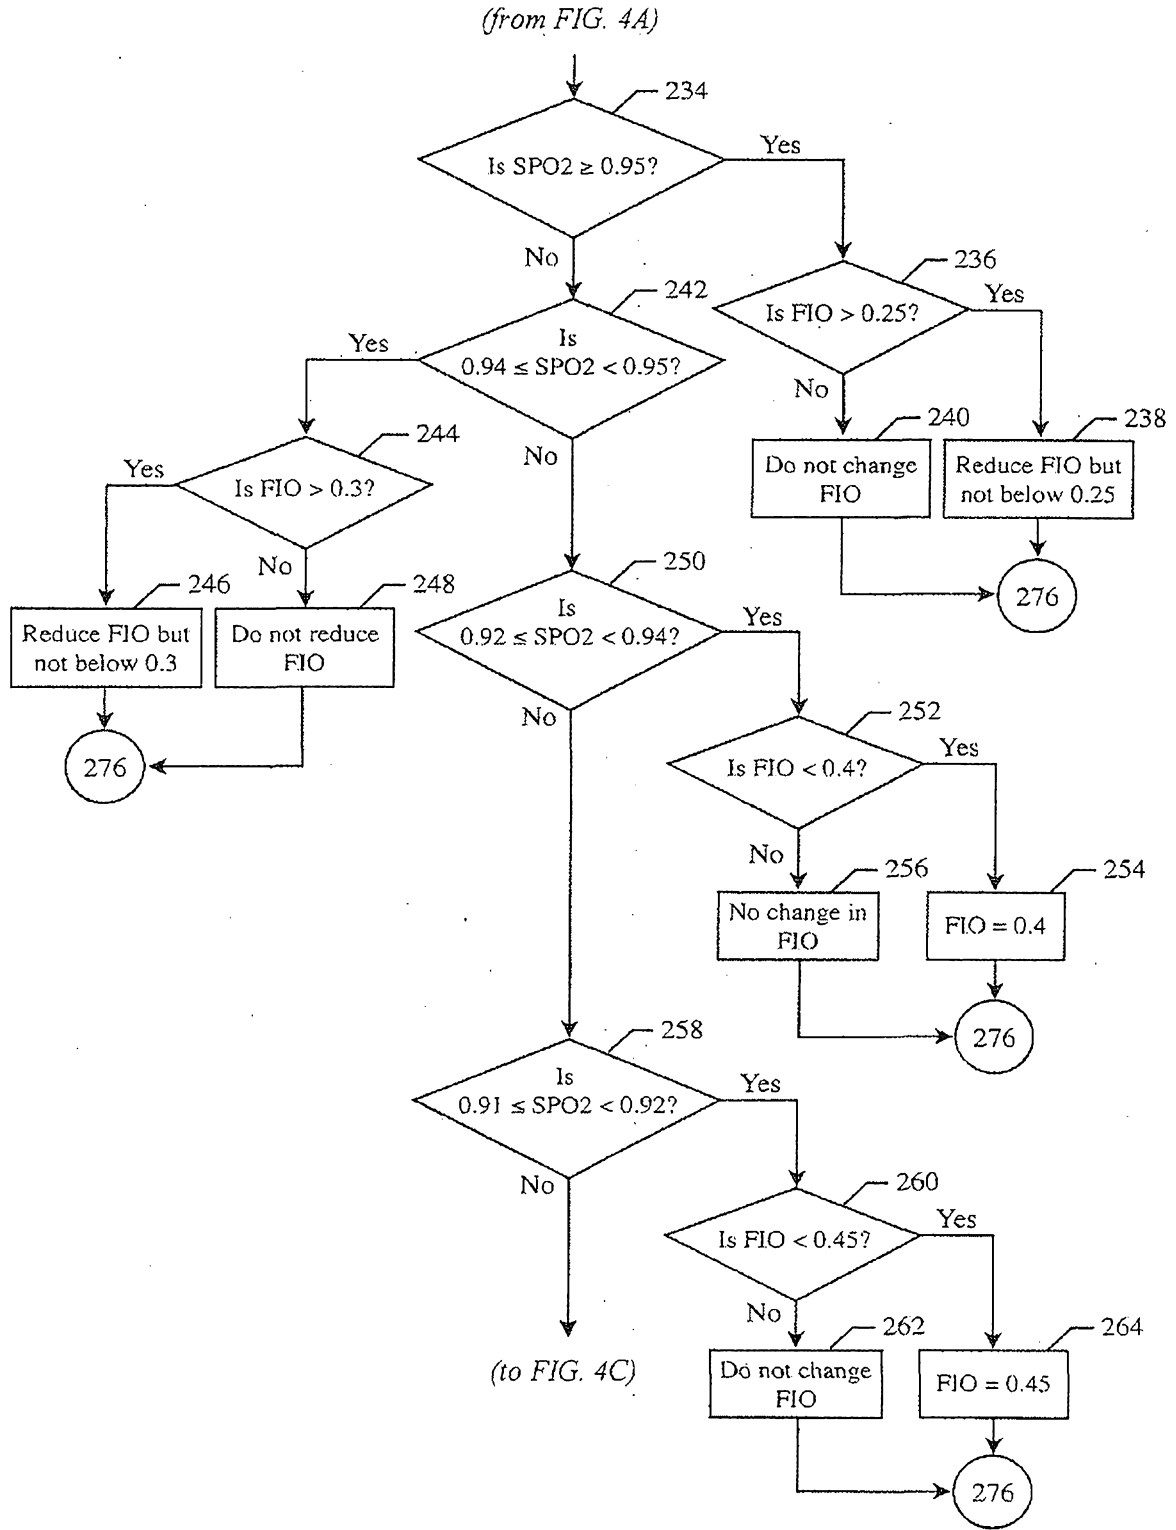 (from FIG. 4A)
234
Is SPO2 ≥ 0.95?
Yes
No
236
Is FIO > 0.25?
Yes
No
242
Is
0.94 ≤ SPO2 < 0.95?
Yes
No
240
Do not change
FIO
238
Reduce FIO but
not below 0.25
276
244
Is FIO > 0.3?
Yes
No
246
Reduce FIO but
not below 0.3
248
Do not reduce
FIO
276
250
Is
0.92 ≤ SPO2 < 0.94?
Yes
No
252
Is FIO < 0.4?
Yes
No
256
No change in
FIO
254
FIO = 0.4
276
258
Is
0.91 ≤ SPO2 < 0.92?
Yes
No
260
Is FIO < 0.45?
Yes
No
262
Do not change
FIO
264
FIO = 0.45
276
(to FIG. 4C)